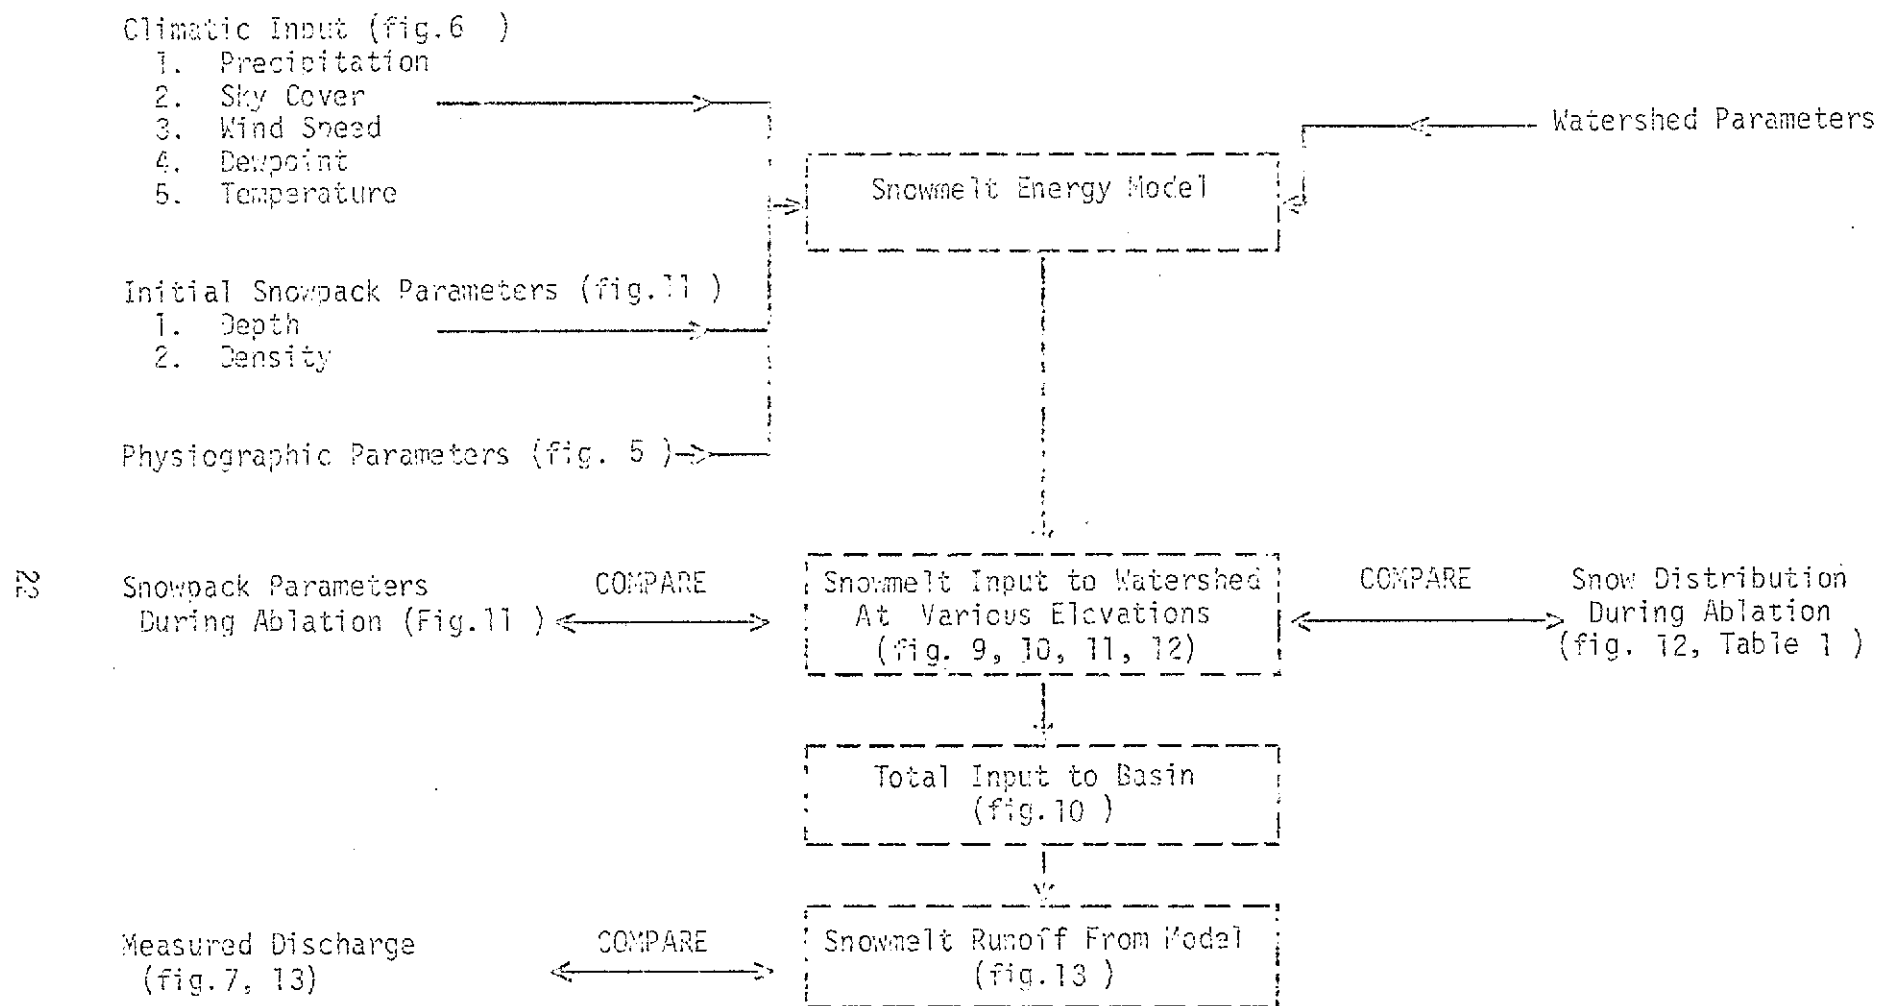 Climatic Input (fig.6 )
1. Precipitation
2. Sky Cover
3. Wind Speed
4. Dewpoint
5. Temperature
Watershed Parameters
Snowmelt Energy Model
Initial Snowpack Parameters (fig.11 )
1. Depth
2. Density
Physiographic Parameters (fig. 5 )
22
Snowpack Parameters
During Ablation (Fig.11 )
COMPARE
Snowmelt Input to Watershed
At Various Elevations
(fig. 9, 10, 11, 12)
COMPARE
Snow Distribution
During Ablation
(fig. 12, Table 1 )
Total Input to Basin
(fig.10 )
Measured Discharge
(fig.7, 13)
COMPARE
Snowmelt Runoff From Model
(fig.13 )